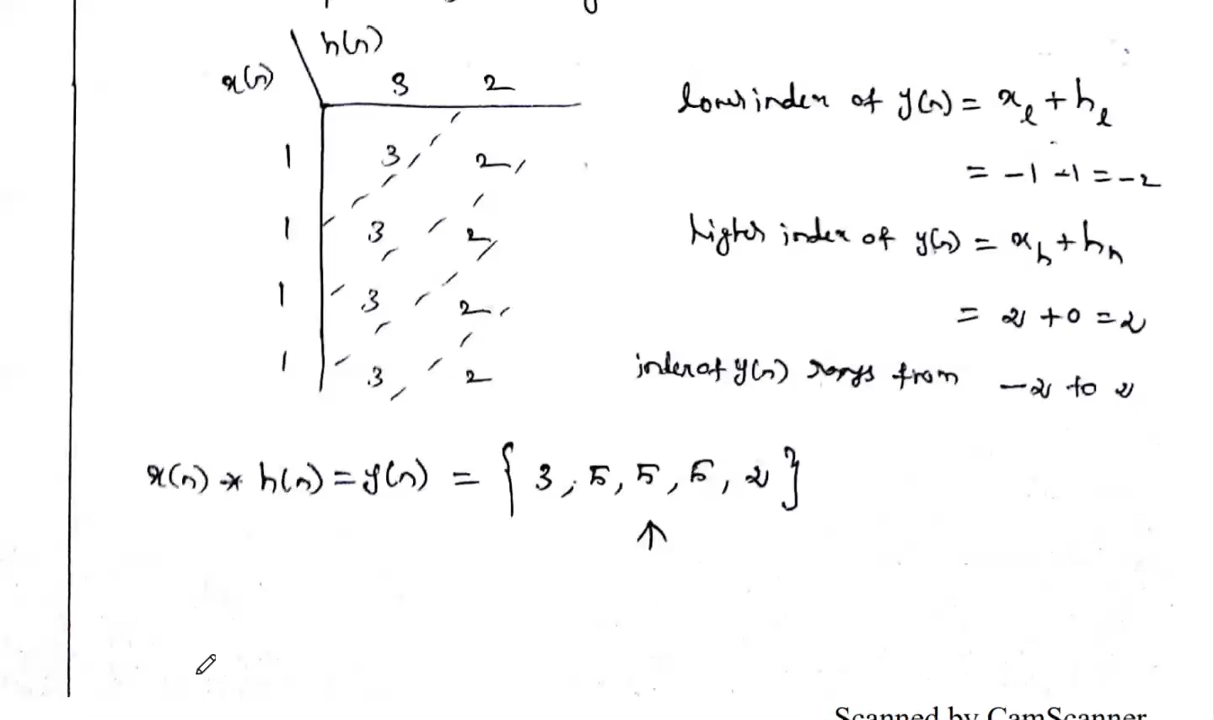 h(n)
x(n)
3 2
1 3 2
1 3 2
1 3 2
1 3 2
lower index of y(n) = x_l + h_l
= -1 -1 = -2
higher index of y(n) = x_h + h_h
= 2 + 0 = 2
index of y(n) rangs from -2 to 2
x(n) * h(n) = y(n) = { 3, 5, 5, 5, 2 }
↑
Scanned by CamScanner